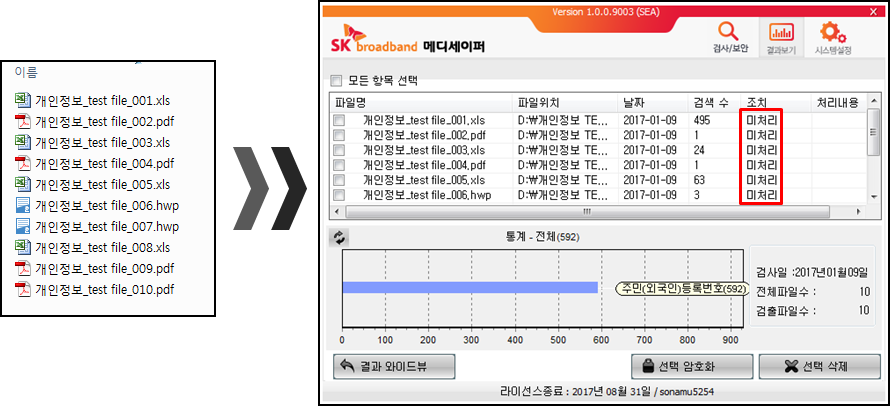 이름
개인정보_test file_001.xls
개인정보_test file_002.pdf
개인정보_test file_003.xls
개인정보_test file_004.pdf
개인정보_test file_005.xls
개인정보_test file_006.hwp
개인정보_test file_007.hwp
개인정보_test file_008.xls
개인정보_test file_009.pdf
개인정보_test file_010.pdf
Version 1.0.0.9003 (SEA)
SK broadband 메디세이퍼
검사/보안 결과보기 시스템설정
모든 항목 선택
파일명 파일위치 날짜 검색 수 조치 처리내용
개인정보_test file_001.xls D:₩개인정보 TE... 2017-01-09 495 미처리
개인정보_test file_002.pdf D:₩개인정보 TE... 2017-01-09 1 미처리
개인정보_test file_003.xls D:₩개인정보 TE... 2017-01-09 24 미처리
개인정보_test file_004.pdf D:₩개인정보 TE... 2017-01-09 1 미처리
개인정보_test file_005.xls D:₩개인정보 TE... 2017-01-09 63 미처리
개인정보_test file_006.hwp D:₩개인정보 TE... 2017-01-09 3 미처리
통계 - 전체(592)
주민(외국인)등록번호(592)
0 100 200 300 400 500 600 700 800 900
검사일 :2017년01월09일
전체파일수 : 10
검출파일수 : 10
결과 와이드뷰 선택 암호화 선택 삭제
라이선스종료 : 2017년 08월 31일 / sonamu5254